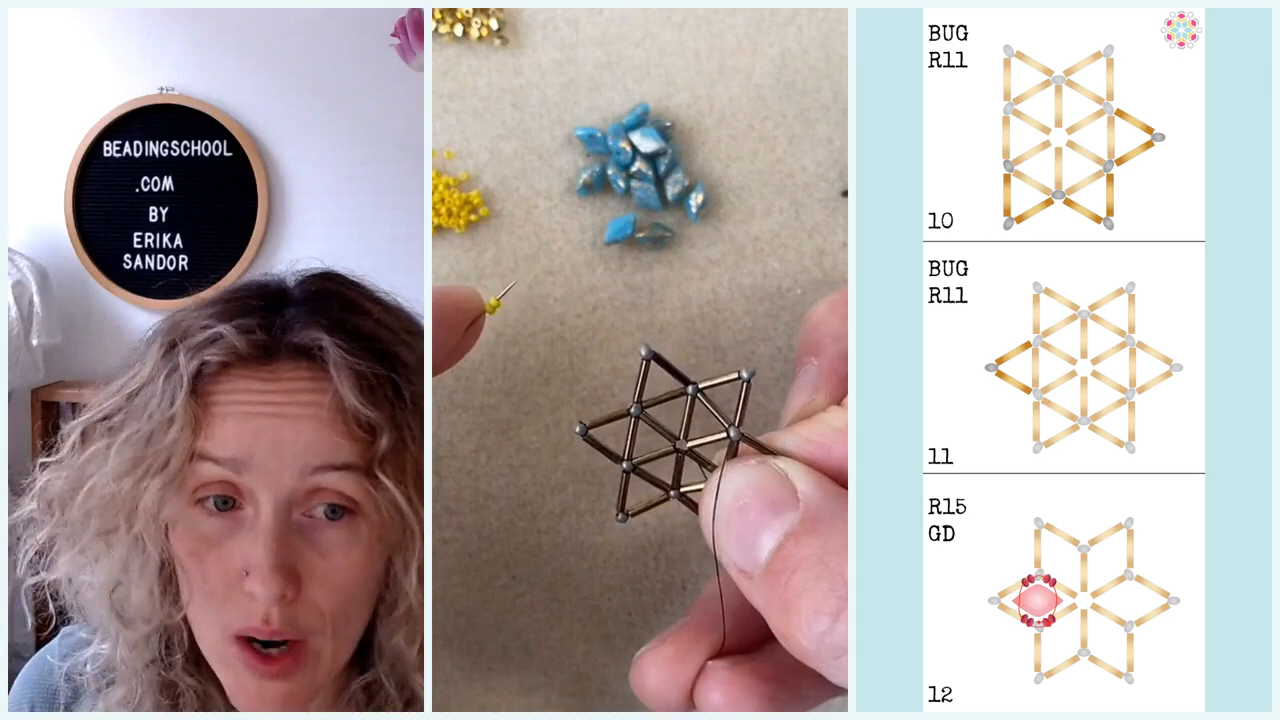 BEADINGSCHOOL
.COM
BY
ERIKA
SANDOR
BUG
R11
10
BUG
R11
11
R15
GD
12